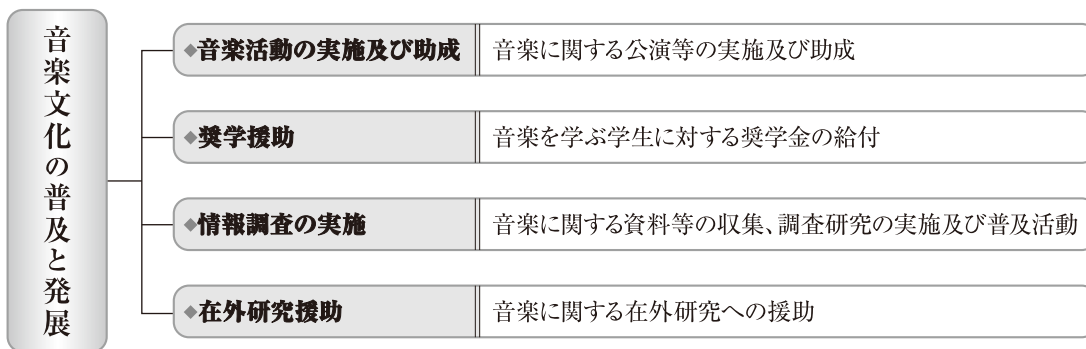 音楽文化の普及と発展
◆音楽活動の実施及び助成
音楽に関する公演等の実施及び助成
◆奨学援助
音楽を学ぶ学生に対する奨学金の給付
◆情報調査の実施
音楽に関する資料等の収集、調査研究の実施及び普及活動
◆在外研究援助
音楽に関する在外研究への援助